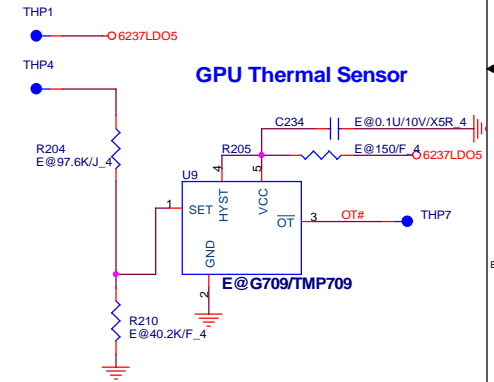 THP1
6237LDO5
THP4
GPU Thermal Sensor
C234
E@0.1U/10V/X5R_4
R204
E@97.6K/J_4
R205
E@150/F_4
6237LDO5
U9
4
5
1
SET
HYST
VCC
OT
3
OT#
THP7
GND
2
E@G709/TMP709
R210
E@40.2K/F_4
E